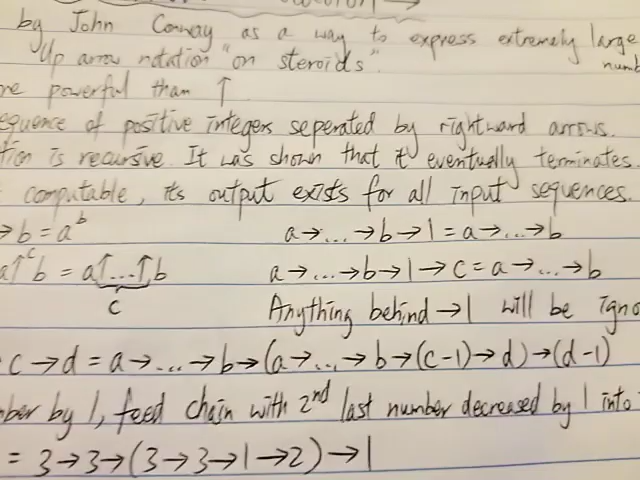 by John Conway as a way to express extremely large
Up arrow notation "on steroids". numb
re powerful than ↑
equence of positive integers seperated by rightward arrows.
tion is recursive. It was shown that it eventually terminates.
computable, its output exists for all input sequences.
→b = a^b a→...→b→1 = a→...→b
a↑^c b = a↑...↑b a→...→b→1→c = a→...→b
c Anything behind →1 will be igno
c→d = a→...→b→(a→...→b→(c-1)→d)→(d-1)
mber by 1, feed chain with 2nd last number decreased by 1 into
= 3→3→(3→3→1→2)→1